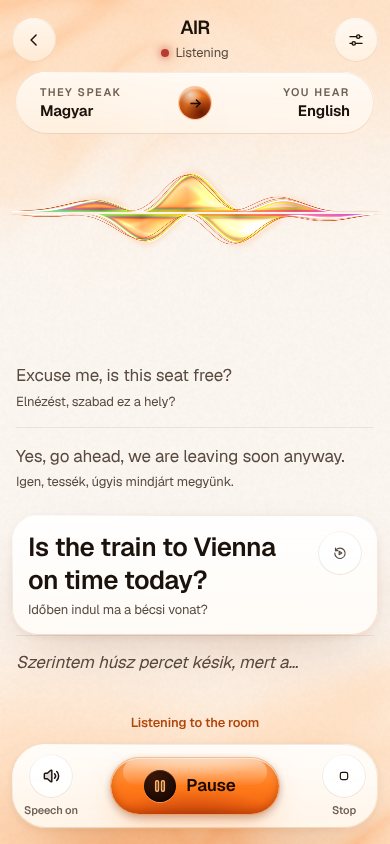 AIR
Listening
THEY SPEAK
Magyar
YOU HEAR
English
Excuse me, is this seat free?
Elnézést, szabad ez a hely?
Yes, go ahead, we are leaving soon anyway.
Igen, tessék, úgyis mindjárt megyünk.
Is the train to Vienna
on time today?
Időben indul ma a bécsi vonat?
Szerintem húsz percet késik, mert a...
Listening to the room
Speech on
Pause
Stop